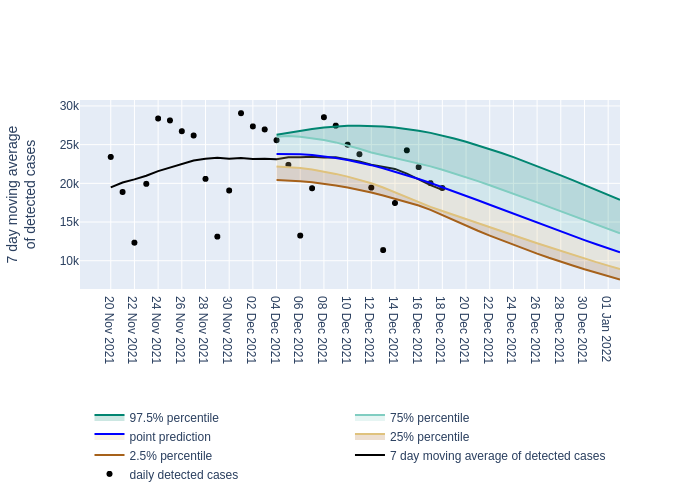 7 day moving average
of detected cases
30k
25k
20k
15k
10k
20 Nov 2021
22 Nov 2021
24 Nov 2021
26 Nov 2021
28 Nov 2021
30 Nov 2021
02 Dec 2021
04 Dec 2021
06 Dec 2021
08 Dec 2021
10 Dec 2021
12 Dec 2021
14 Dec 2021
16 Dec 2021
18 Dec 2021
20 Dec 2021
22 Dec 2021
24 Dec 2021
26 Dec 2021
28 Dec 2021
30 Dec 2021
01 Jan 2022
97.5% percentile
75% percentile
point prediction
25% percentile
2.5% percentile
7 day moving average of detected cases
daily detected cases